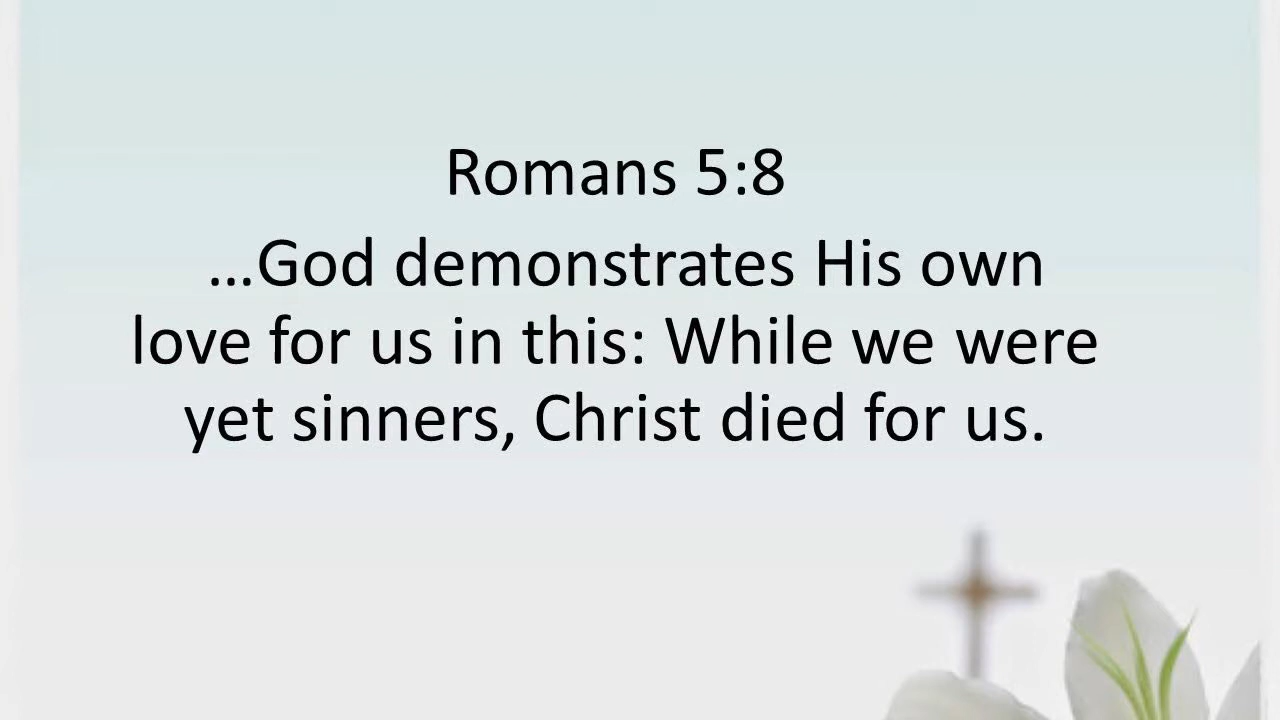 Romans 5:8
...God demonstrates His own
love for us in this: While we were
yet sinners, Christ died for us.